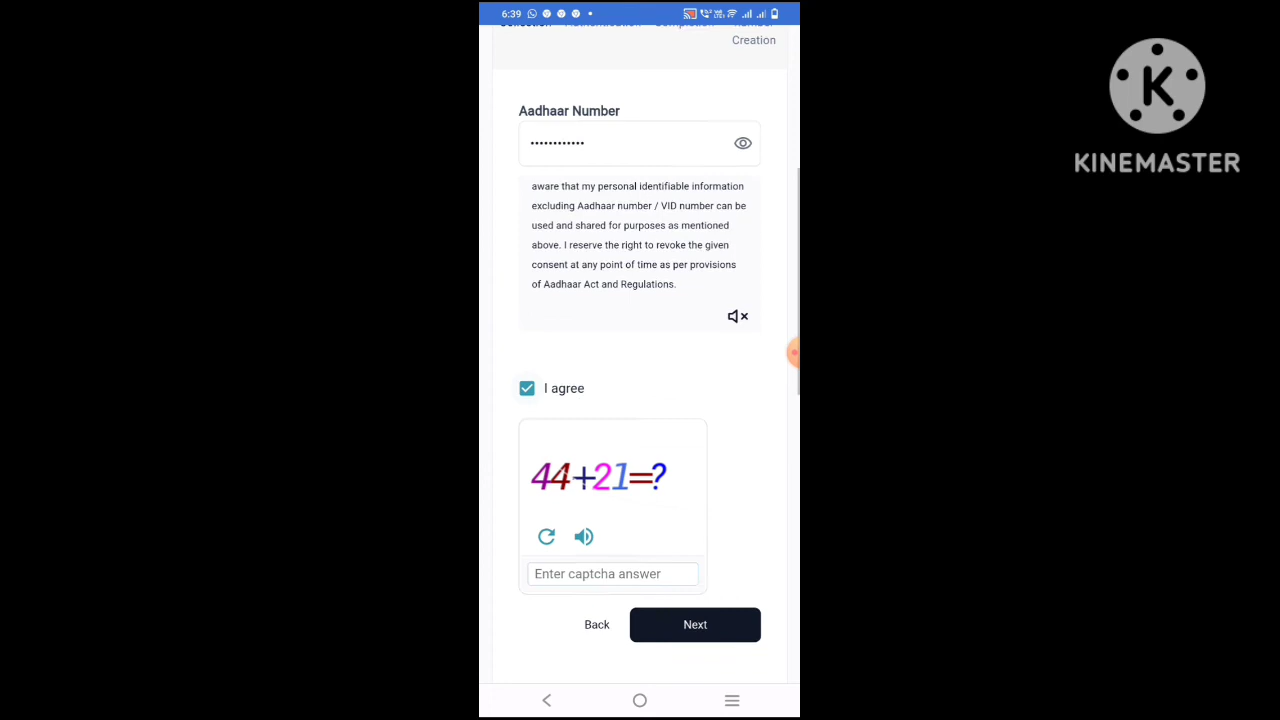 6:39
Creation
Aadhaar Number
••••••••••••
aware that my personal identifiable information
excluding Aadhaar number / VID number can be
used and shared for purposes as mentioned
above. I reserve the right to revoke the given
consent at any point of time as per provisions
of Aadhaar Act and Regulations.
I agree
44+21=?
Enter captcha answer
Back
Next
K
KINEMASTER